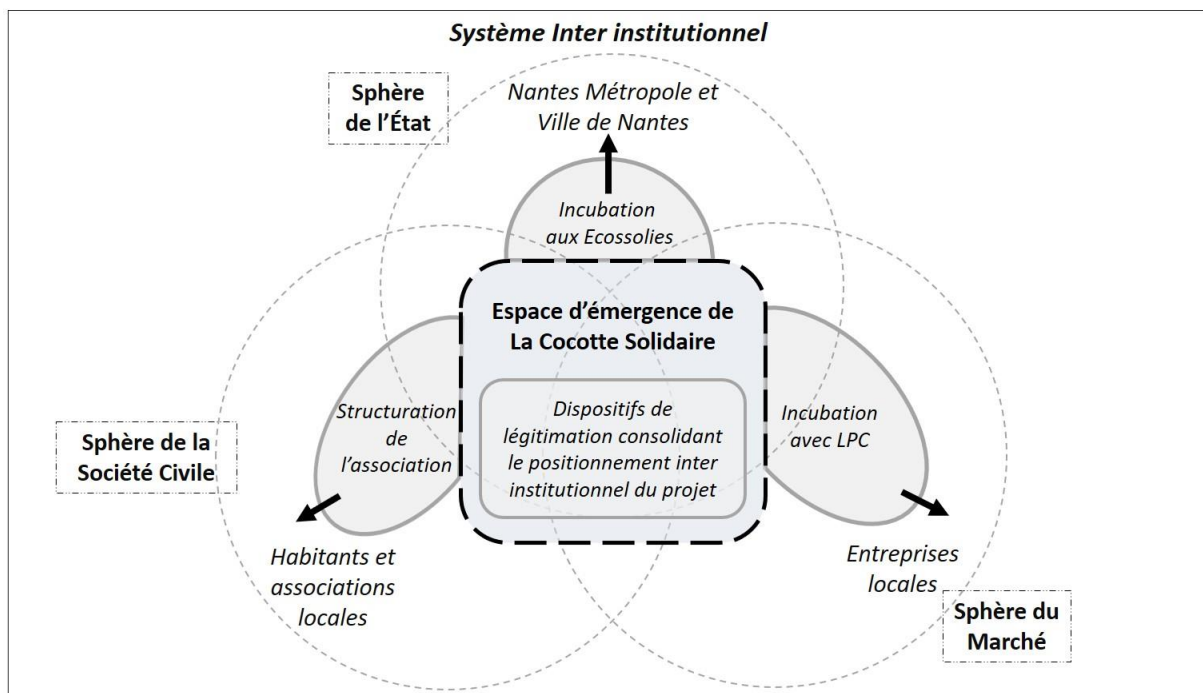 Système Inter institutionnel
Sphère
de l’État
Nantes Métropole et
Ville de Nantes
Incubation
aux Ecossolies
Espace d’émergence de
La Cocotte Solidaire
Dispositifs de
légitimation consolidant
le positionnement inter
institutionnel du projet
Structuration
de
l’association
Incubation
avec LPC
Sphère de la
Société Civile
Habitants et
associations
locales
Entreprises
locales
Sphère du
Marché